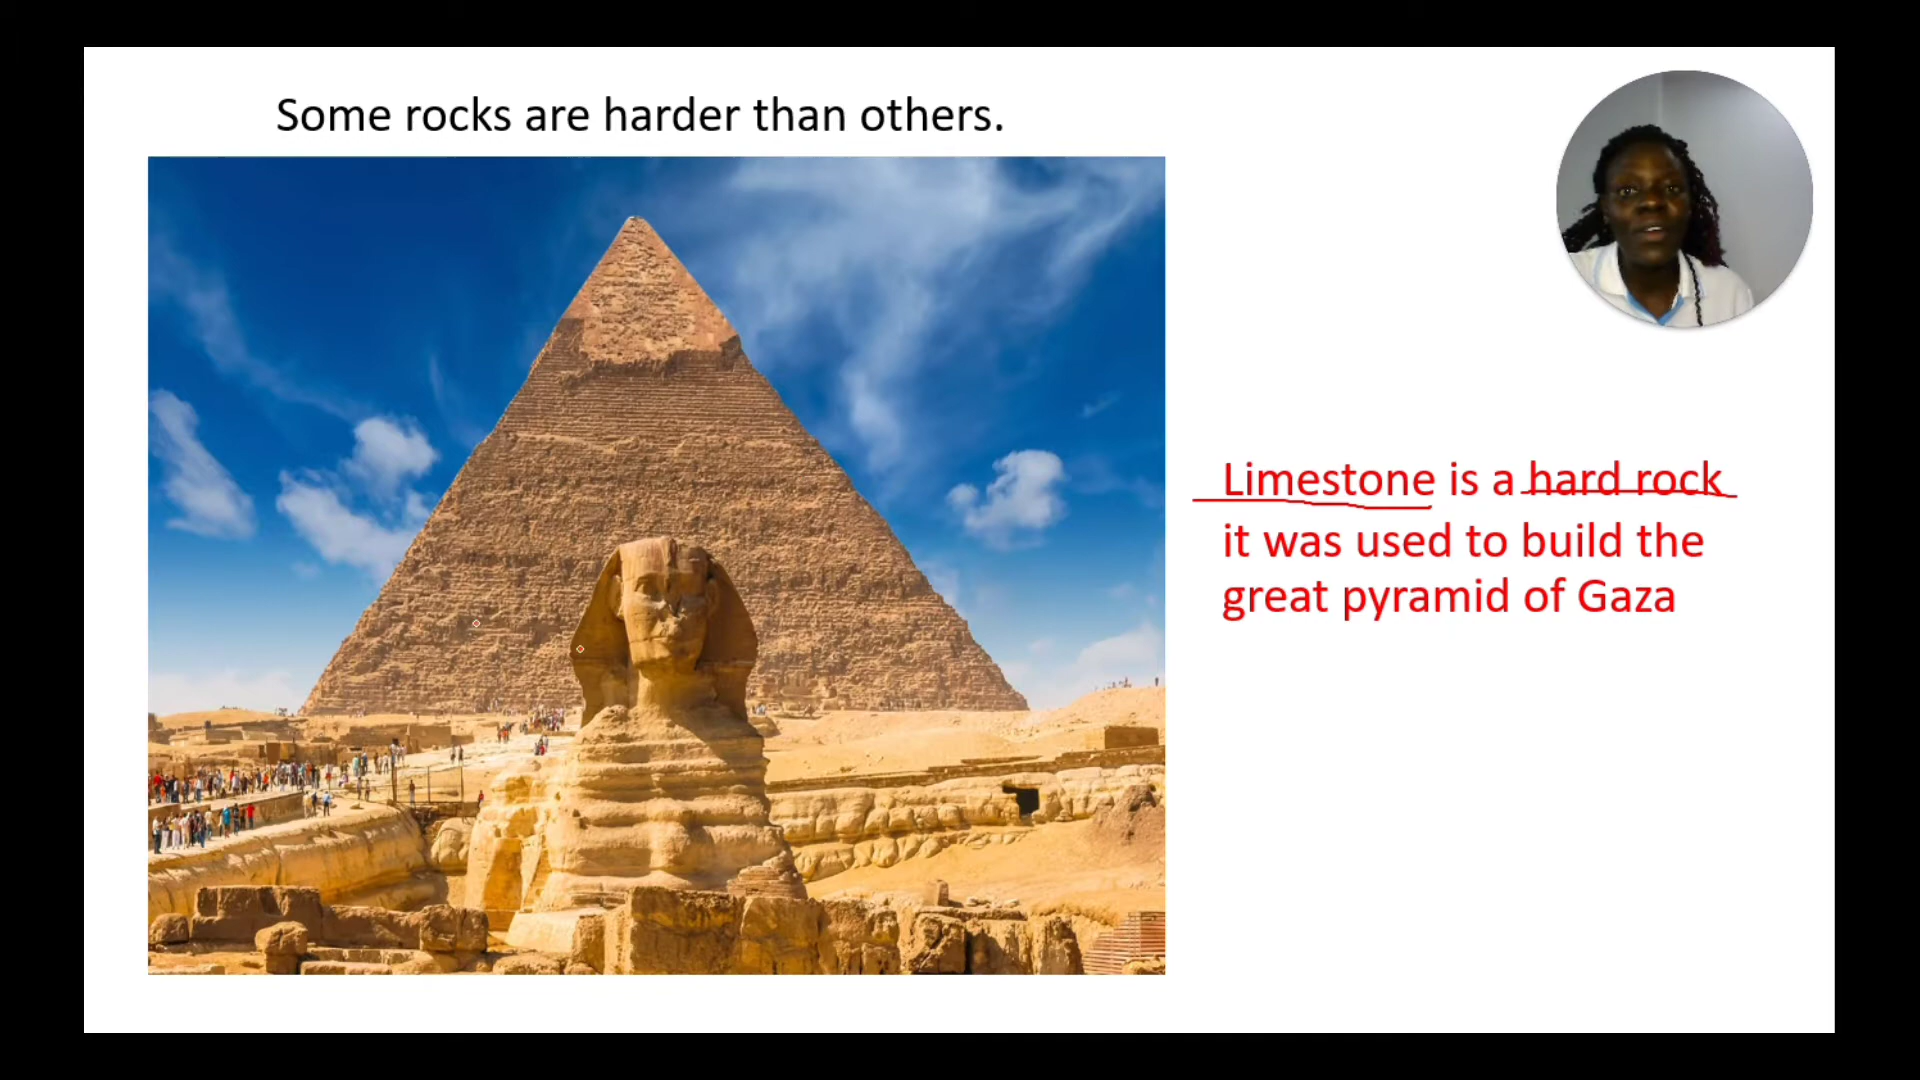 Some rocks are harder than others.
Limestone is a hard rock
it was used to build the
great pyramid of Gaza